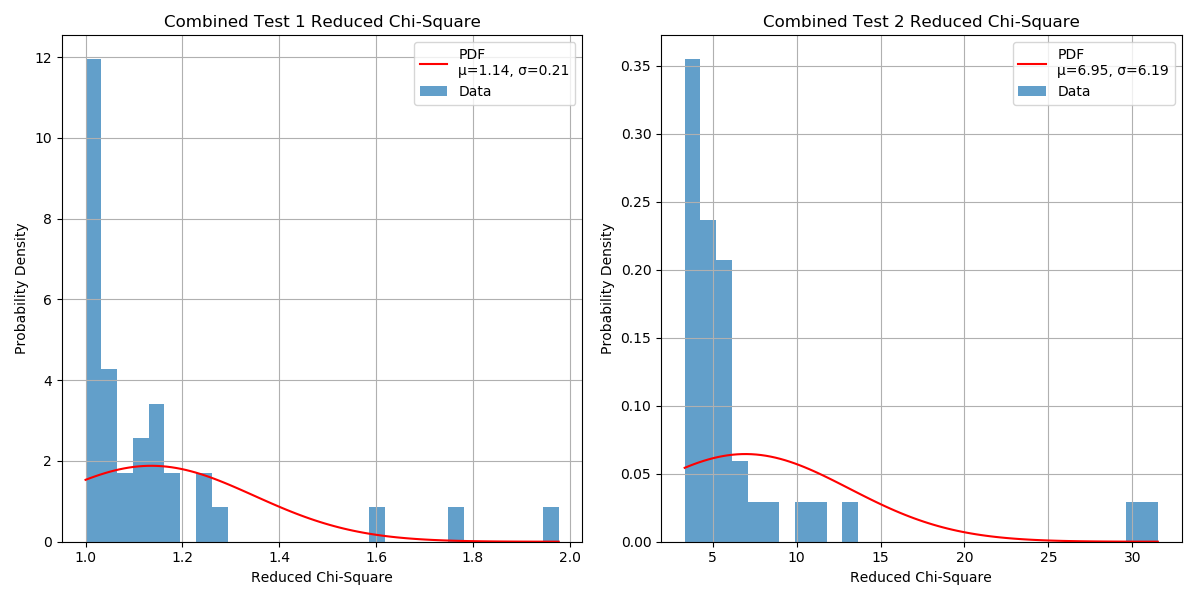 Combined Test 1 Reduced Chi-Square
12
10
8
6
4
2
0
Probability Density
1.0
1.2
1.4
1.6
1.8
2.0
Reduced Chi-Square
PDF
μ=1.14, σ=0.21
Data
Combined Test 2 Reduced Chi-Square
0.35
0.30
0.25
0.20
0.15
0.10
0.05
0.00
Probability Density
5
10
15
20
25
30
Reduced Chi-Square
PDF
μ=6.95, σ=6.19
Data